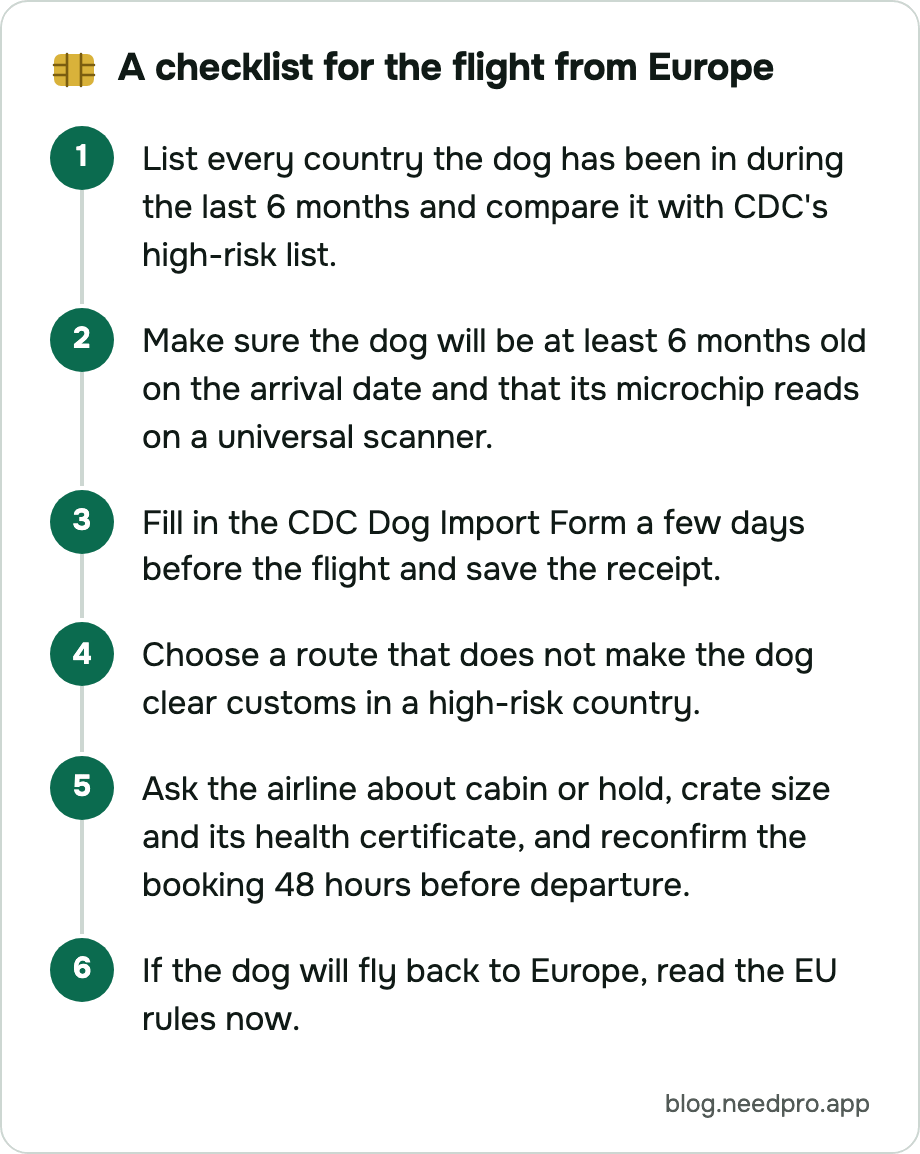 A checklist for the flight from Europe
1
List every country the dog has been in during
the last 6 months and compare it with CDC's
high-risk list.
2
Make sure the dog will be at least 6 months old
on the arrival date and that its microchip reads
on a universal scanner.
3
Fill in the CDC Dog Import Form a few days
before the flight and save the receipt.
4
Choose a route that does not make the dog
clear customs in a high-risk country.
5
Ask the airline about cabin or hold, crate size
and its health certificate, and reconfirm the
booking 48 hours before departure.
6
If the dog will fly back to Europe, read the EU
rules now.
blog.needpro.app